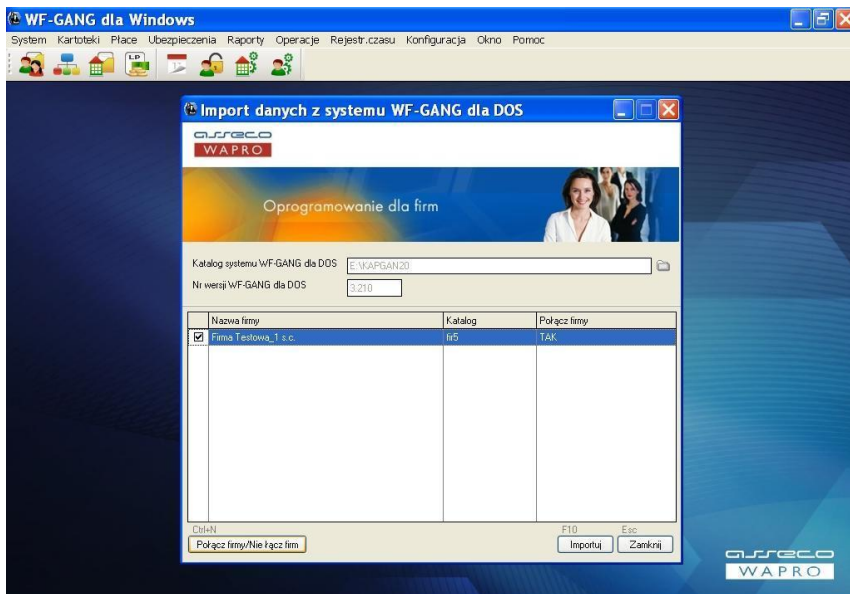 WF-GANG dla Windows
System Kartoteki Płace Ubezpieczenia Raporty Operacje Rejestr.czasu Konfiguracja Okno Pomoc
LP
Import danych z systemu WF-GANG dla DOS
asseco
WAPRO
Oprogramowanie dla firm
Katalog systemu WF-GANG dla DOS E:\KAPGAN20
Nr wersji WF-GANG dla DOS 3.210
Nazwa firmy Katalog Połącz firmy
Firma Testowa_1 s.c. fir5 TAK
Ctrl+N F10 Esc
Połącz firmy/Nie łącz firm Importuj Zamknij
asseco
WAPRO